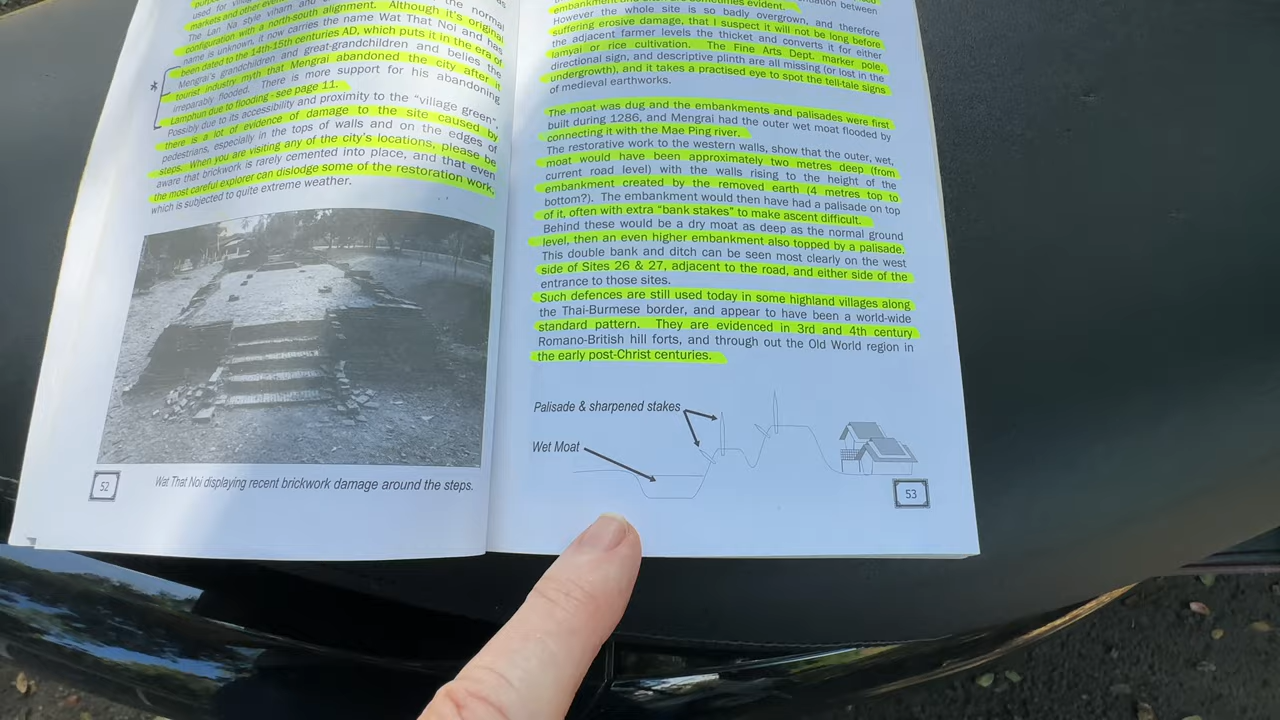 used for
markets and other
The Lan Na style viharn and
the normal
configuration with a north-south alignment. Although it's original
name is unknown, it now carries the name Wat That Noi and has
been dated to the 14th-15th centuries AD, which puts it in the era of
Mengrai's grandchildren and great-grandchildren and belies the
tourist industry myth that Mengrai abandoned the city after it
irreparably flooded. There is more support for his abandoning
Lamphun due to flooding - see page 11.
Possibly due to its accessibility and proximity to the "village green",
there is a lot of evidence of damage to the site caused by
pedestrians, especially in the tops of walls and on the edges of
steps. When you are visiting any of the city's locations, please be
aware that brickwork is rarely cemented into place, and that even
the most careful explorer can dislodge some of the restoration work,
which is subjected to quite extreme weather.
Wat That Noi displaying recent brickwork damage around the steps.
52
embankment and sometimes evident.
However the whole site is so badly overgrown, and therefore
suffering erosive damage, that I suspect it will not be long before
the adjacent farmer levels the thicket and converts it for either
lamyai or rice cultivation. The Fine Arts Dept. marker pole,
directional sign, and descriptive plinth are all missing (or lost in the
undergrowth), and it takes a practised eye to spot the tell-tale signs
of medieval earthworks.
The moat was dug and the embankments and palisades were first
built during 1286, and Mengrai had the outer wet moat flooded by
connecting it with the Mae Ping river.
The restorative work to the western walls, show that the outer, wet,
moat would have been approximately two metres deep (from
current road level) with the walls rising to the height of the
embankment created by the removed earth (4 metres top to
bottom?). The embankment would then have had a palisade on top
of it, often with extra "bank stakes" to make ascent difficult.
Behind these would be a dry moat as deep as the normal ground
level, then an even higher embankment also topped by a palisade.
This double bank and ditch can be seen most clearly on the west
side of Sites 26 & 27, adjacent to the road, and either side of the
entrance to those sites.
Such defences are still used today in some highland villages along
the Thai-Burmese border, and appear to have been a world-wide
standard pattern. They are evidenced in 3rd and 4th century
Romano-British hill forts, and through out the Old World region in
the early post-Christ centuries.
Palisade & sharpened stakes
Wet Moat
53